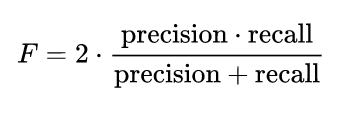 F = 2 · precision · recall / precision + recall